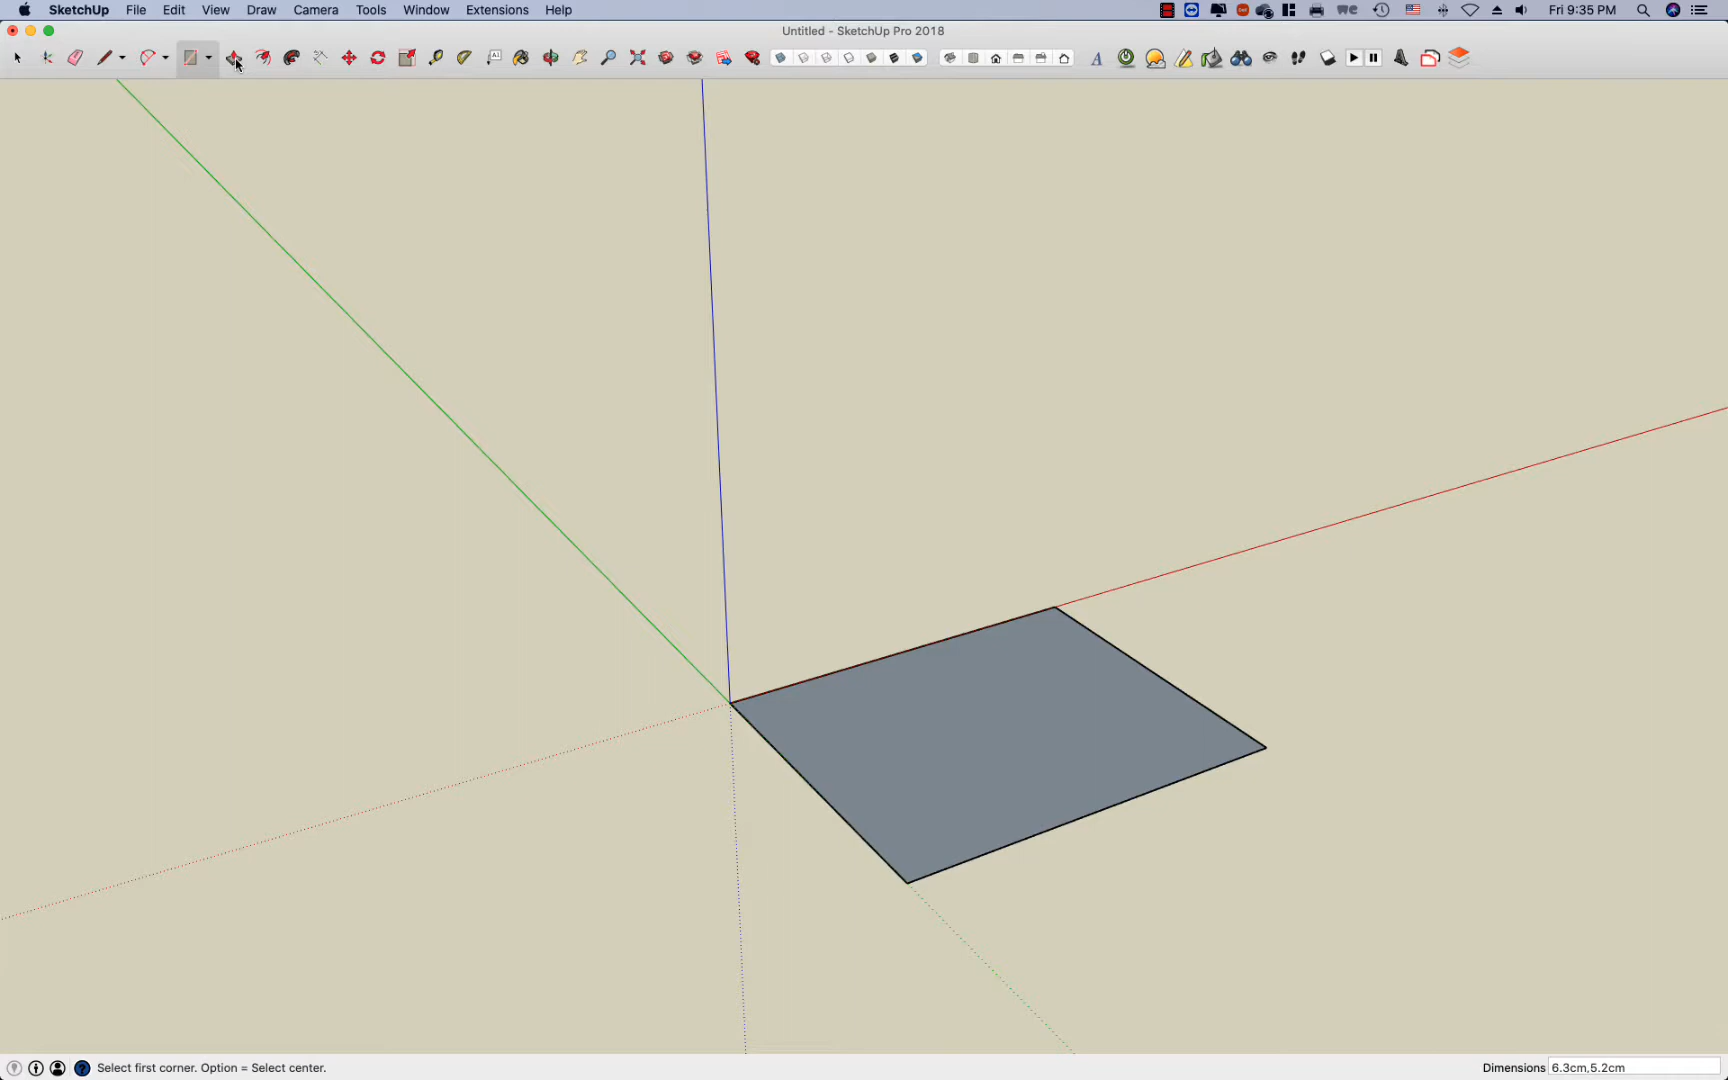 SketchUp File Edit View Draw Camera Tools Window Extensions Help Fri 9:35 PM
Untitled - SketchUp Pro 2018
Select first corner. Option = Select center. Dimensions 6.3cm,5.2cm